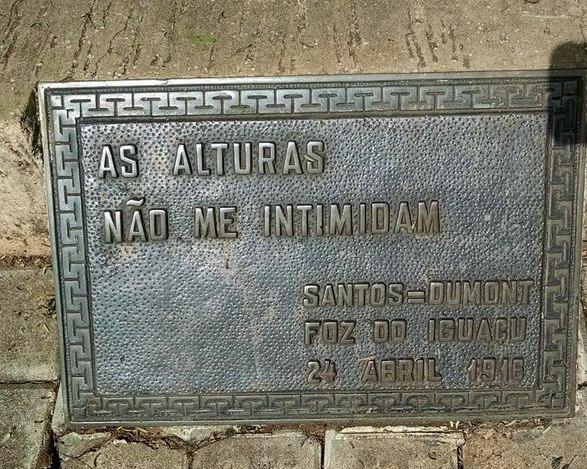 AS ALTURAS
NÃO ME INTIMIDAM
SANTOS=DUMONT
FOZ DO IGUAÇU
24 ABRIL 1916